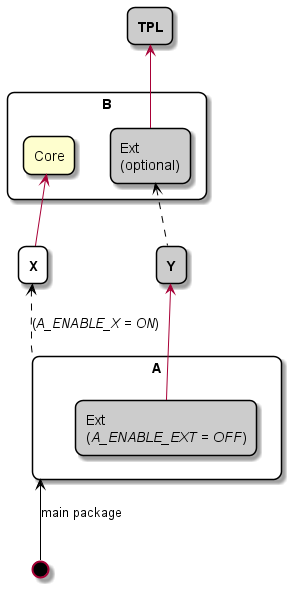 TPL
B
Core
Ext
(optional)
X
Y
(A_ENABLE_X = ON)
A
Ext
(A_ENABLE_EXT = OFF)
main package